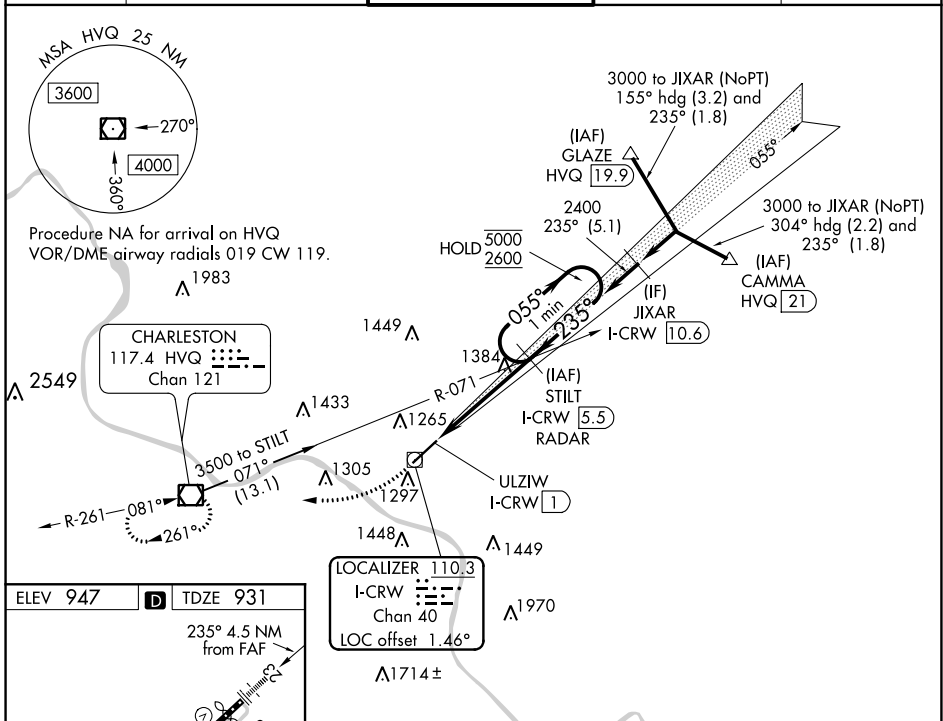 MSA HVQ 25 NM
3600
270°
4000
360°
Procedure NA for arrival on HVQ
VOR/DME airway radials 019 CW 119.
1983
3000 to JIXAR (NoPT)
155° hdg (3.2) and
235° (1.8)
(IAF)
GLAZE
HVQ 19.9
055°
2400
235° (5.1)
3000 to JIXAR (NoPT)
304° hdg (2.2) and
235° (1.8)
HOLD 5000
2600
(IAF)
CAMMA
HVQ 21
(IF)
JIXAR
I-CRW 10.6
055°
1 min
235°
1449
1384
CHARLESTON
117.4 HVQ
Chan 121
2549
R-071
(IAF)
STILT
I-CRW 5.5
RADAR
1433
1265
3500 to STILT
071°
(13.1)
1305
1297
ULZIW
I-CRW 1
R-261
081°
261°
1448
1449
LOCALIZER 110.3
I-CRW
Chan 40
LOC offset 1.46°
1970
1714±
ELEV 947 D TDZE 931
235° 4.5 NM
from FAF
23